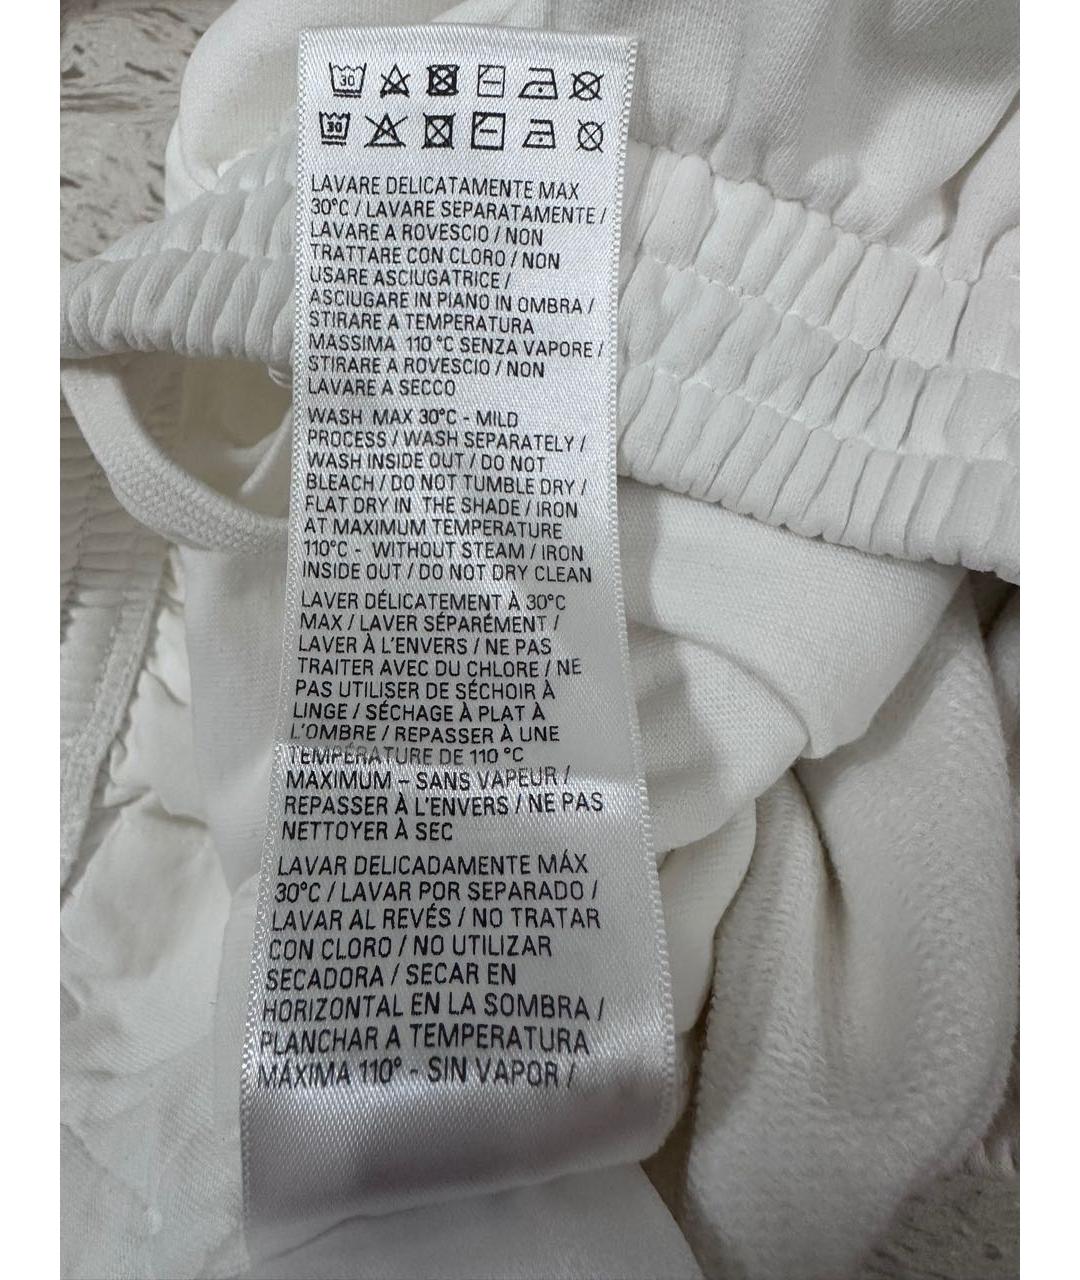 30
30
LAVARE DELICATAMENTE MAX
30°C / LAVARE SEPARATAMENTE /
LAVARE A ROVESCIO / NON
TRATTARE CON CLORO / NON
USARE ASCIUGATRICE /
ASCIUGARE IN PIANO IN OMBRA /
STIRARE A TEMPERATURA
MASSIMA 110 °C SENZA VAPORE /
STIRARE A ROVESCIO / NON
LAVARE A SECCO
WASH MAX 30°C - MILD
PROCESS / WASH SEPARATELY /
WASH INSIDE OUT / DO NOT
BLEACH / DO NOT TUMBLE DRY /
FLAT DRY IN THE SHADE / IRON
AT MAXIMUM TEMPERATURE
110°C - WITHOUT STEAM / IRON
INSIDE OUT / DO NOT DRY CLEAN
LAVER DÉLICATEMENT À 30°C
MAX / LAVER SÉPARÉMENT /
LAVER À L'ENVERS / NE PAS
TRAITER AVEC DU CHLORE / NE
PAS UTILISER DE SÉCHOIR À
LINGE / SÉCHAGE À PLAT À
L'OMBRE / REPASSER À UNE
TEMPÉRATURE DE 110 °C
MAXIMUM - SANS VAPEUR /
REPASSER À L'ENVERS / NE PAS
NETTOYER À SEC
LAVAR DELICADAMENTE MÁX
30°C / LAVAR POR SEPARADO /
LAVAR AL REVÉS / NO TRATAR
CON CLORO / NO UTILIZAR
SECADORA / SECAR EN
HORIZONTAL EN LA SOMBRA /
PLANCHAR A TEMPERATURA
MÁXIMA 110° - SIN VAPOR /